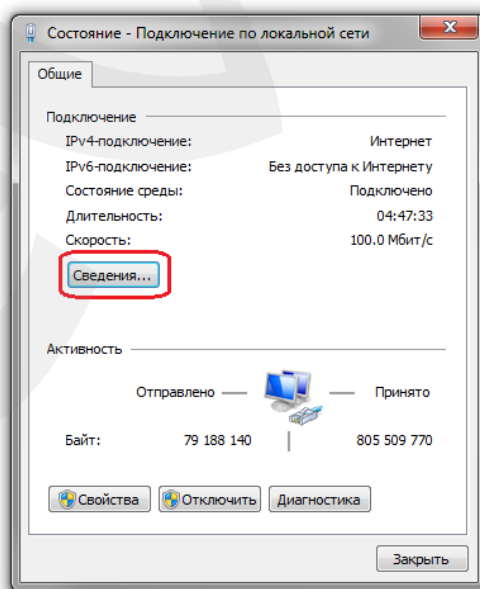 Состояние - Подключение по локальной сети
Общие
Подключение
IPv4-подключение: Интернет
IPv6-подключение: Без доступа к Интернету
Состояние среды: Подключено
Длительность: 04:47:33
Скорость: 100.0 Мбит/с
Сведения...
Активность
Отправлено — — Принято
Байт: 79 188 140 | 805 509 770
Свойства Отключить Диагностика
Закрыть